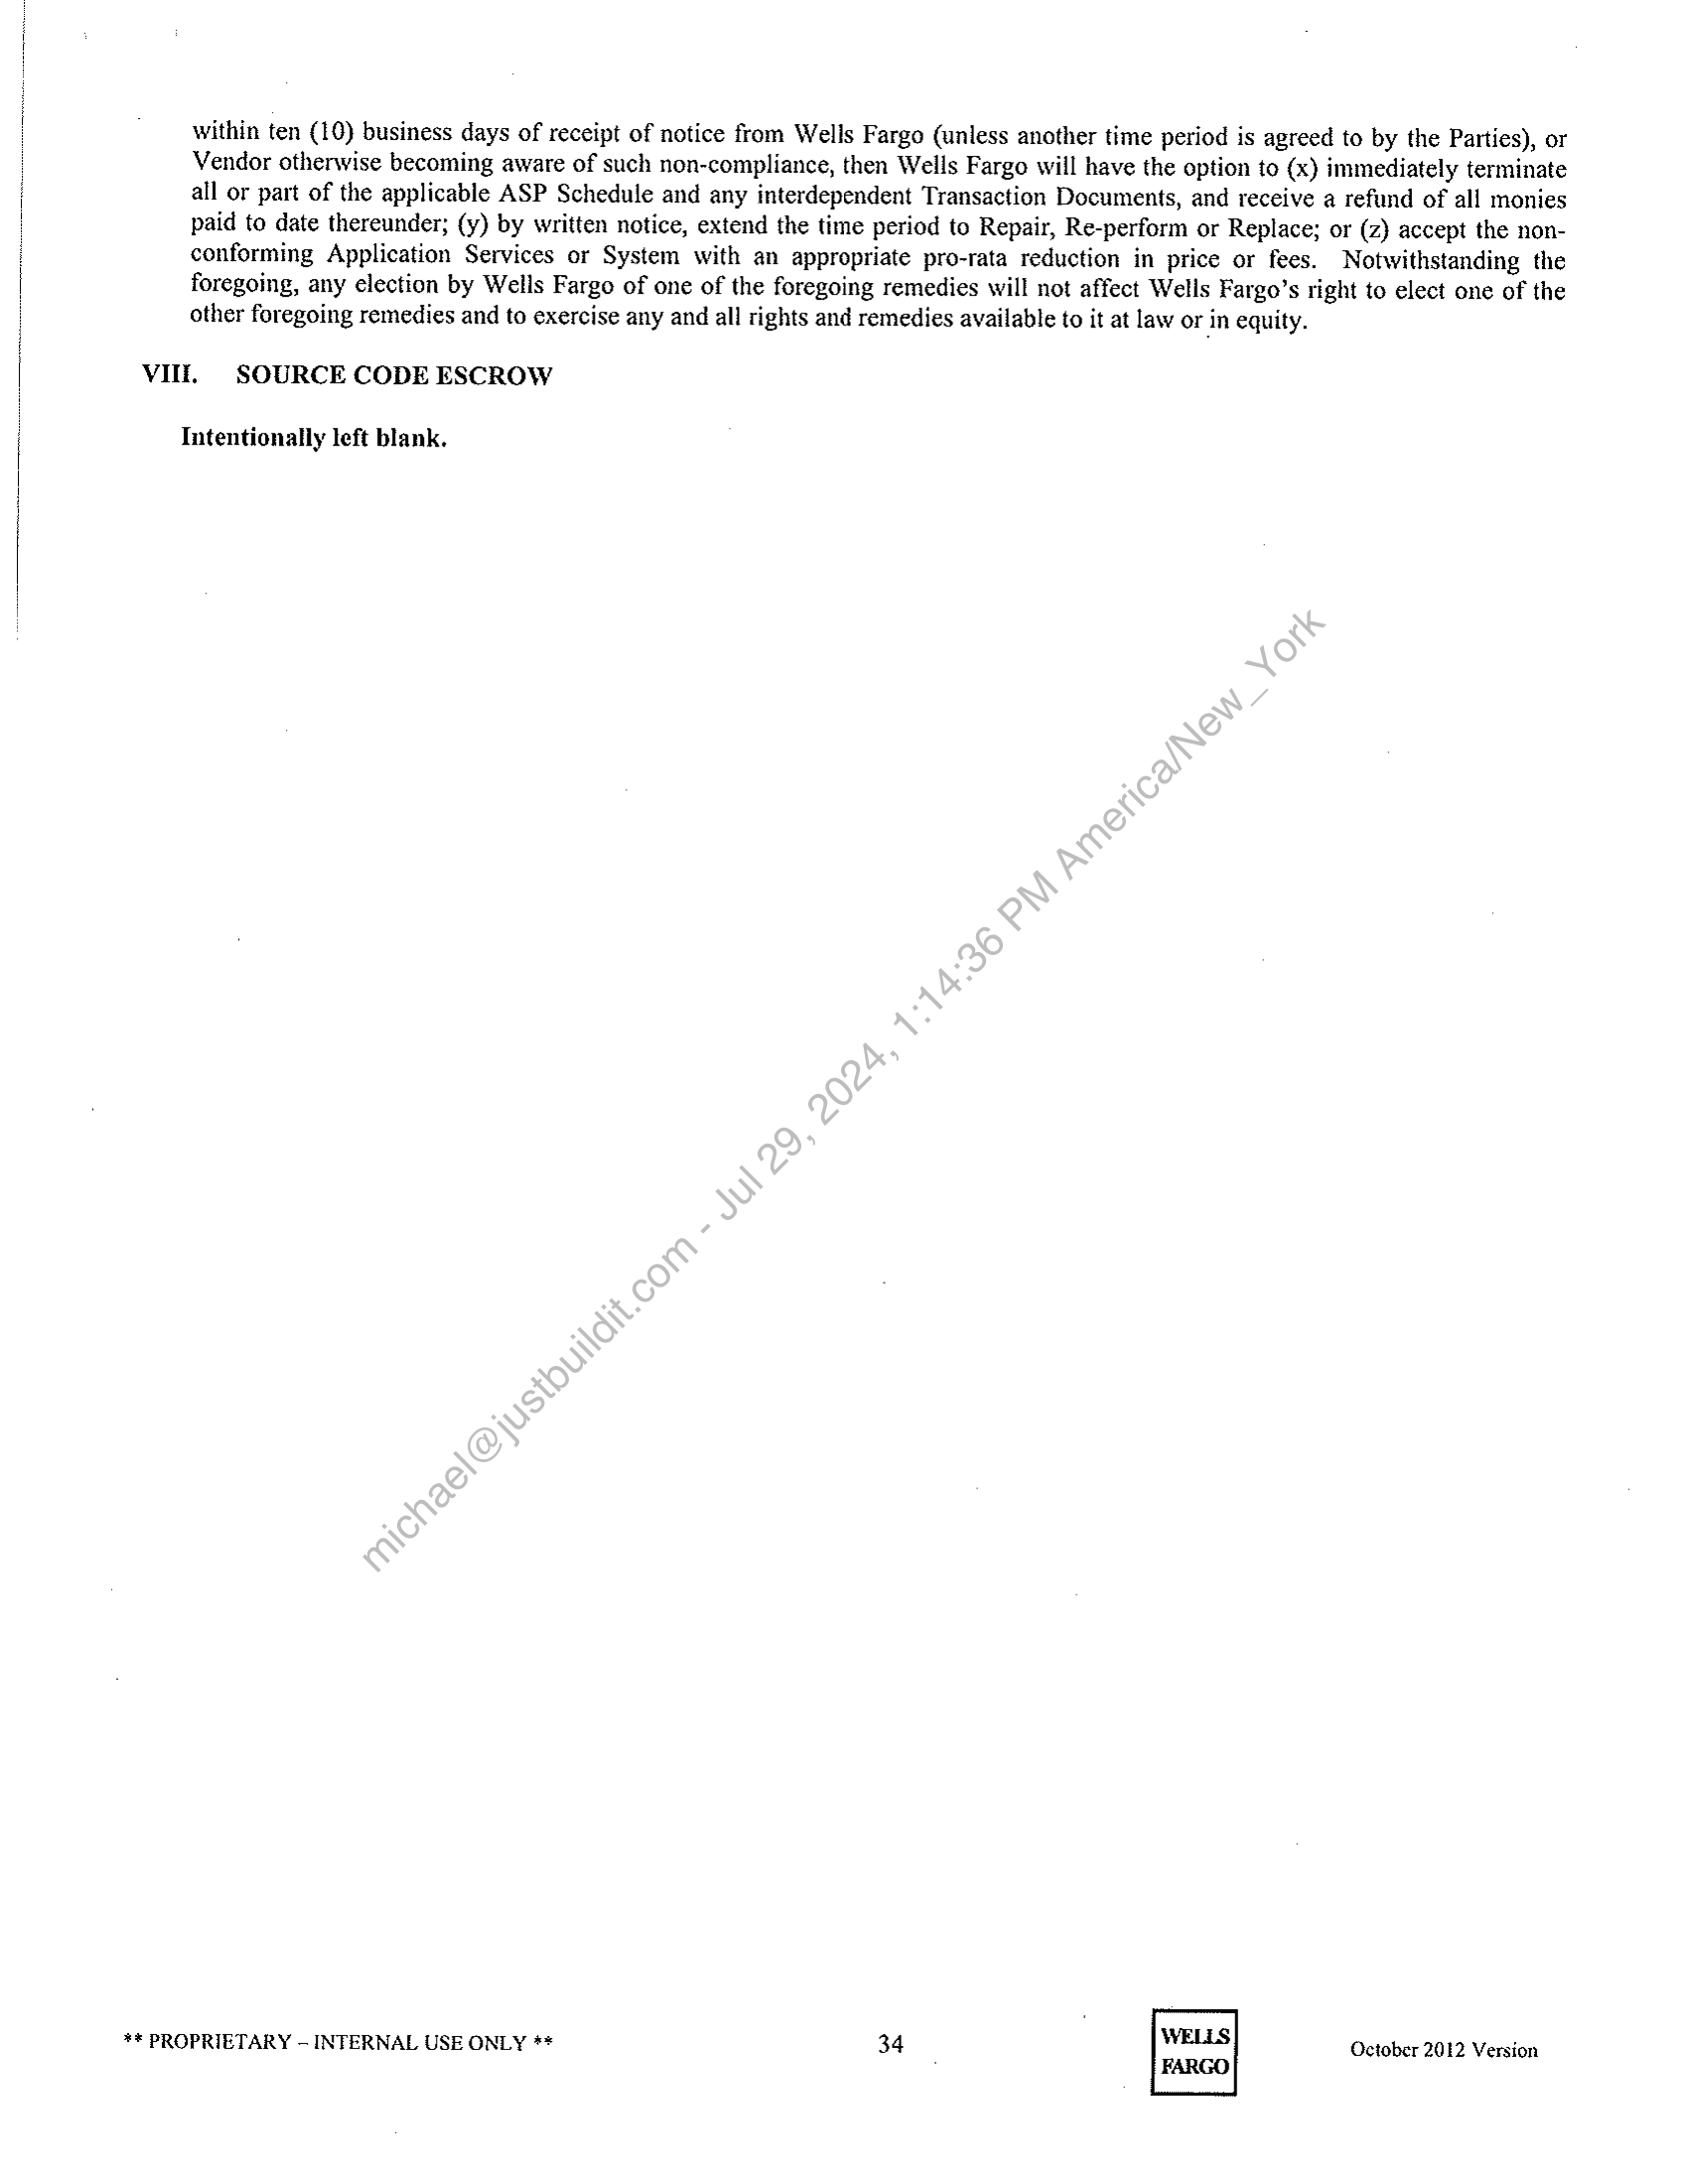 within ten (10) business days of receipt of notice from Wells Fargo (unless another time period is agreed to by the Parties), or
Vendor otherwise becoming aware of such non-compliance, then Wells Fargo will have the option to (x) immediately terminate
all or part of the applicable ASP Schedule and any interdependent Transaction Documents, and receive a refund of all monies
paid to date thereunder; (y) by written notice, extend the time period to Repair, Re-perform or Replace; or (z) accept the non-
conforming Application Services or System with an appropriate pro-rata reduction in price or fees. Notwithstanding the
foregoing, any election by Wells Fargo of one of the foregoing remedies will not affect Wells Fargo's right to elect one of the
other foregoing remedies and to exercise any and all rights and remedies available to it at law or in equity.
VIII. SOURCE CODE ESCROW
Intentionally left blank.
michael@justbuildit.com - Jul 29, 2024, 1:14:36 PM America/New_York
** PROPRIETARY – INTERNAL USE ONLY **
34
WELLS
FARGO
October 2012 Version